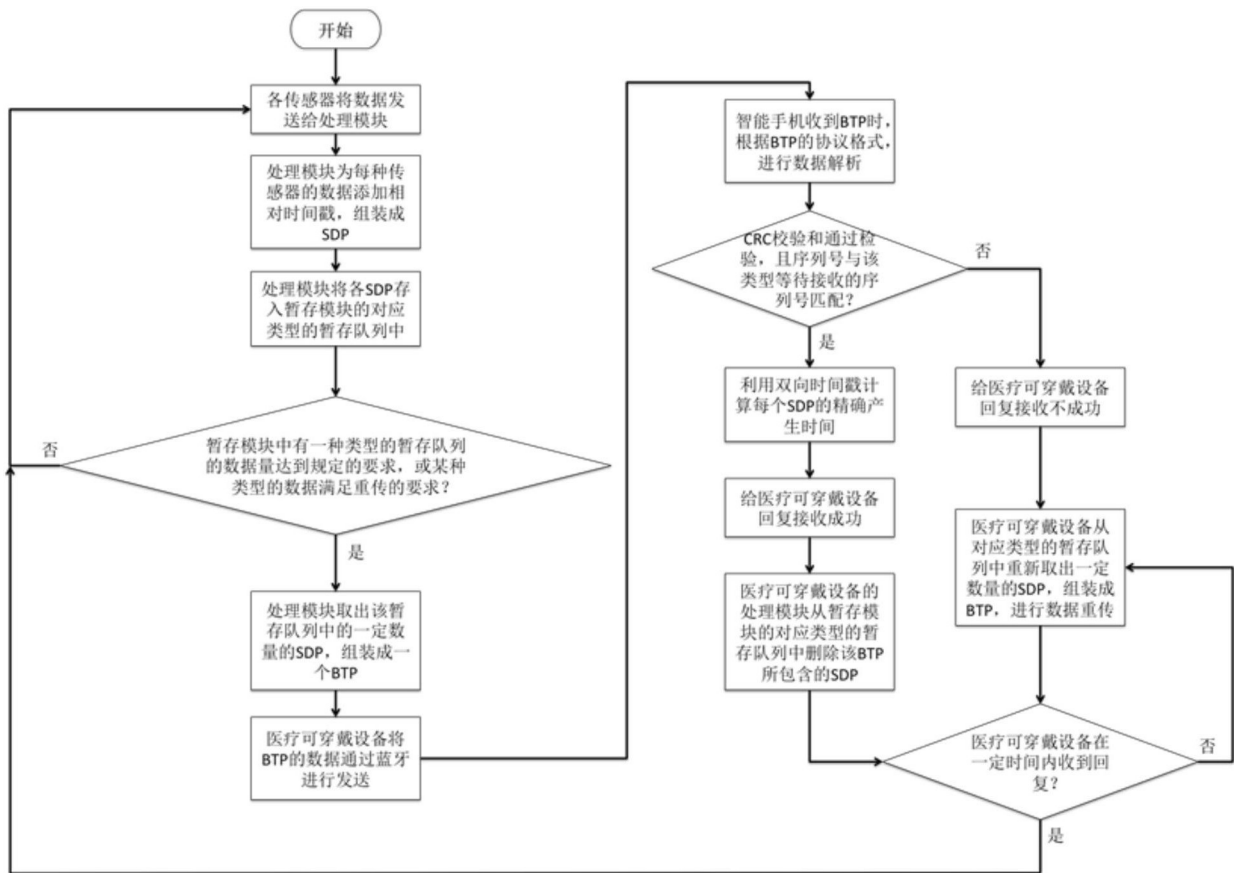 开始
各传感器将数据发
送给处理模块
处理模块为每种传
感器的数据添加相
对时间戳，组装成
SDP
处理模块将各SDP存
入暂存模块的对应
类型的暂存队列中
暂存模块中有一种类型的暂存队列
的数据量达到规定的要求，或某种
类型的数据满足重传的要求？
否
是
处理模块取出该暂
存队列中的一定数
量的SDP，组装成一
个BTP
医疗可穿戴设备将
BTP的数据通过蓝牙
进行发送
智能手机收到BTP时，
根据BTP的协议格式，
进行数据解析
CRC校验和通过检
验，且序列号与该
类型等待接收的序
列号匹配？
否
是
利用双向时间戳计
算每个SDP的精确产
生时间
给医疗可穿戴设备
回复接收成功
医疗可穿戴设备的
处理模块从暂存模
块的对应类型的暂
存队列中删除该BTP
所包含的SDP
给医疗可穿戴设备
回复接收不成功
医疗可穿戴设备从
对应类型的暂存队
列中重新取出一定
数量的SDP，组装成
BTP，进行数据重传
医疗可穿戴设备在
一定时间内收到回
复？
否
是